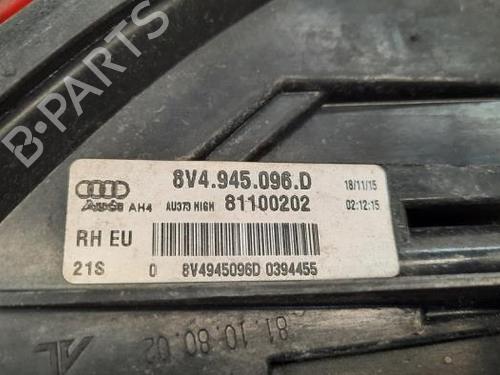 B-PARTS
8V4.945.096.D 18/11/15
Audi AH4 AU373 HIGH 81100202 02:12:15
RH EU
21S 0 8V4945096D 0394455
81.10.80.02